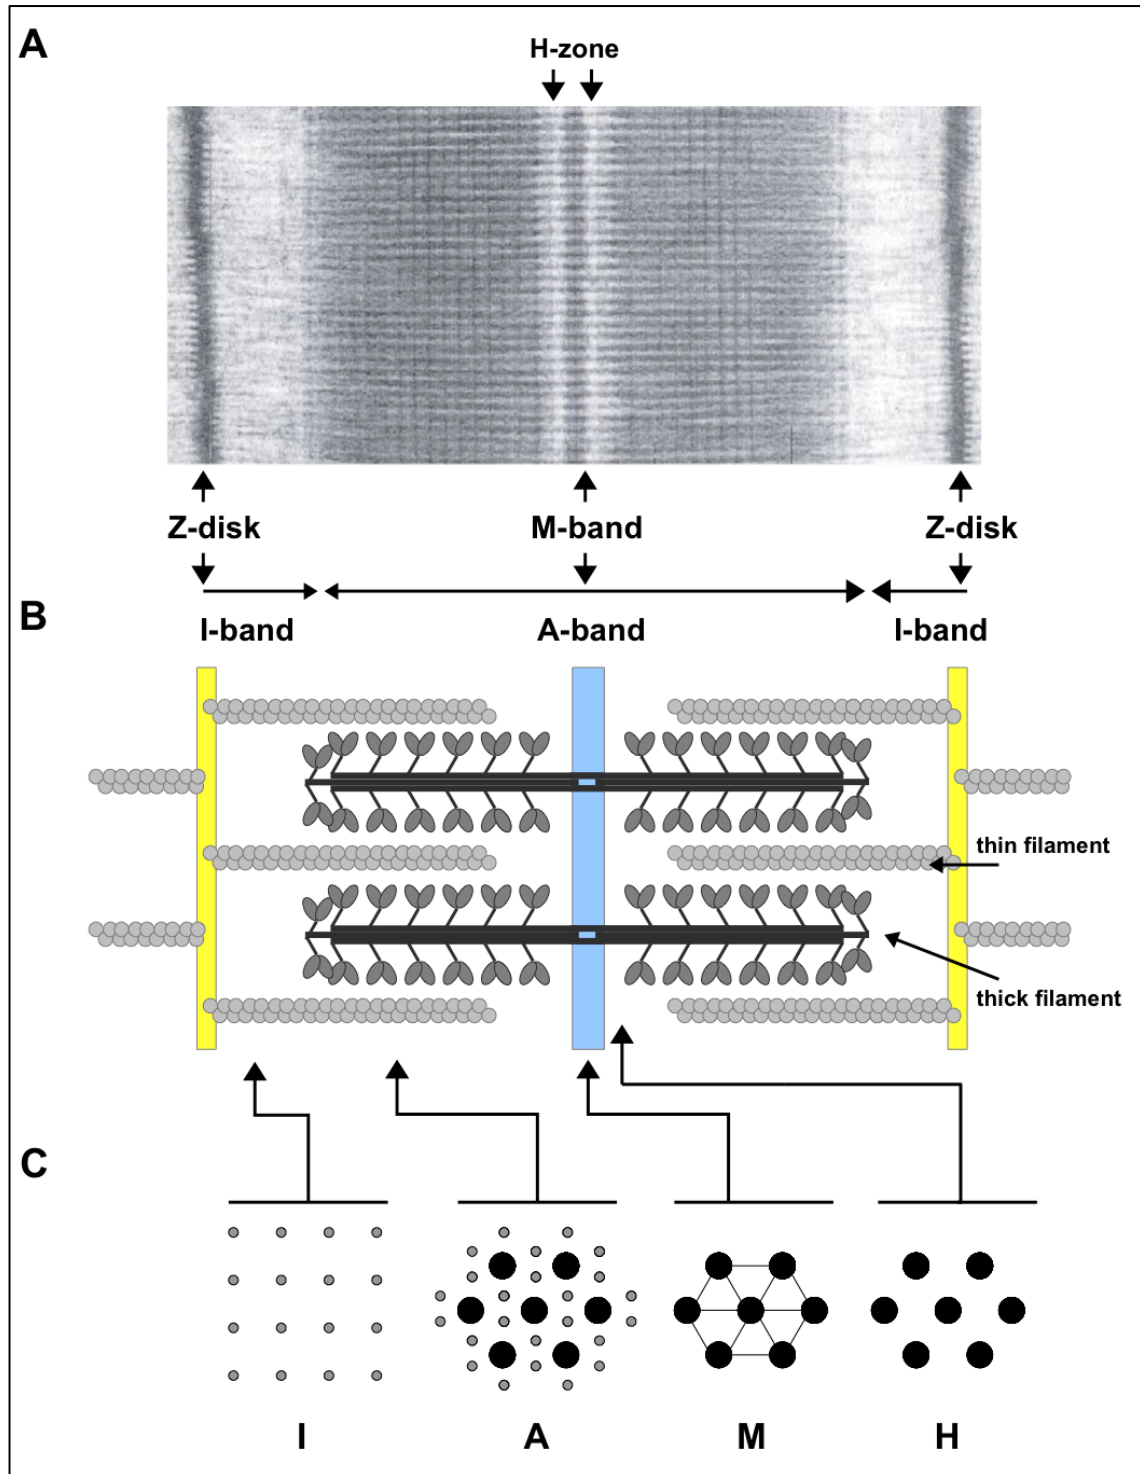 A
H-zone
Z-disk M-band Z-disk
B
I-band A-band I-band
thin filament
thick filament
C
I A M H